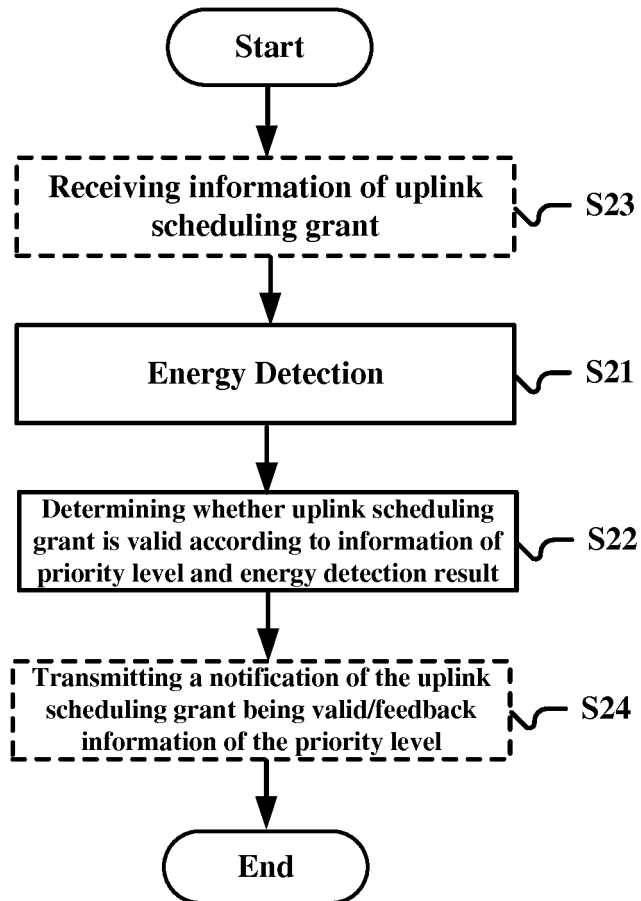 Start
Receiving information of uplink
scheduling grant
S23
Energy Detection
S21
Determining whether uplink scheduling
grant is valid according to information of
priority level and energy detection result
S22
Transmitting a notification of the uplink
scheduling grant being valid/feedback
information of the priority level
S24
End